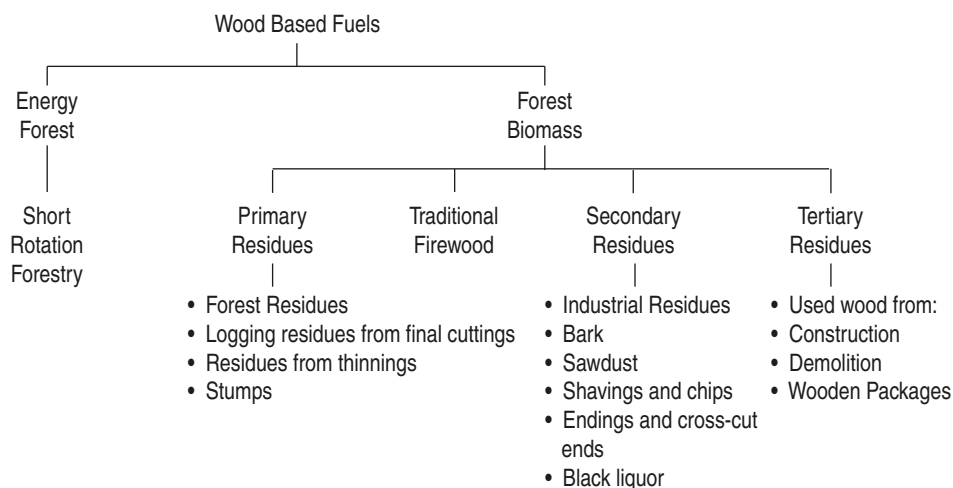 Wood Based Fuels
Energy
Forest
Forest
Biomass
Short
Rotation
Forestry
Primary
Residues
Traditional
Firewood
Secondary
Residues
Tertiary
Residues
• Forest Residues
• Logging residues from final cuttings
• Residues from thinnings
• Stumps
• Industrial Residues
• Bark
• Sawdust
• Shavings and chips
• Endings and cross-cut
ends
• Black liquor
• Used wood from:
• Construction
• Demolition
• Wooden Packages